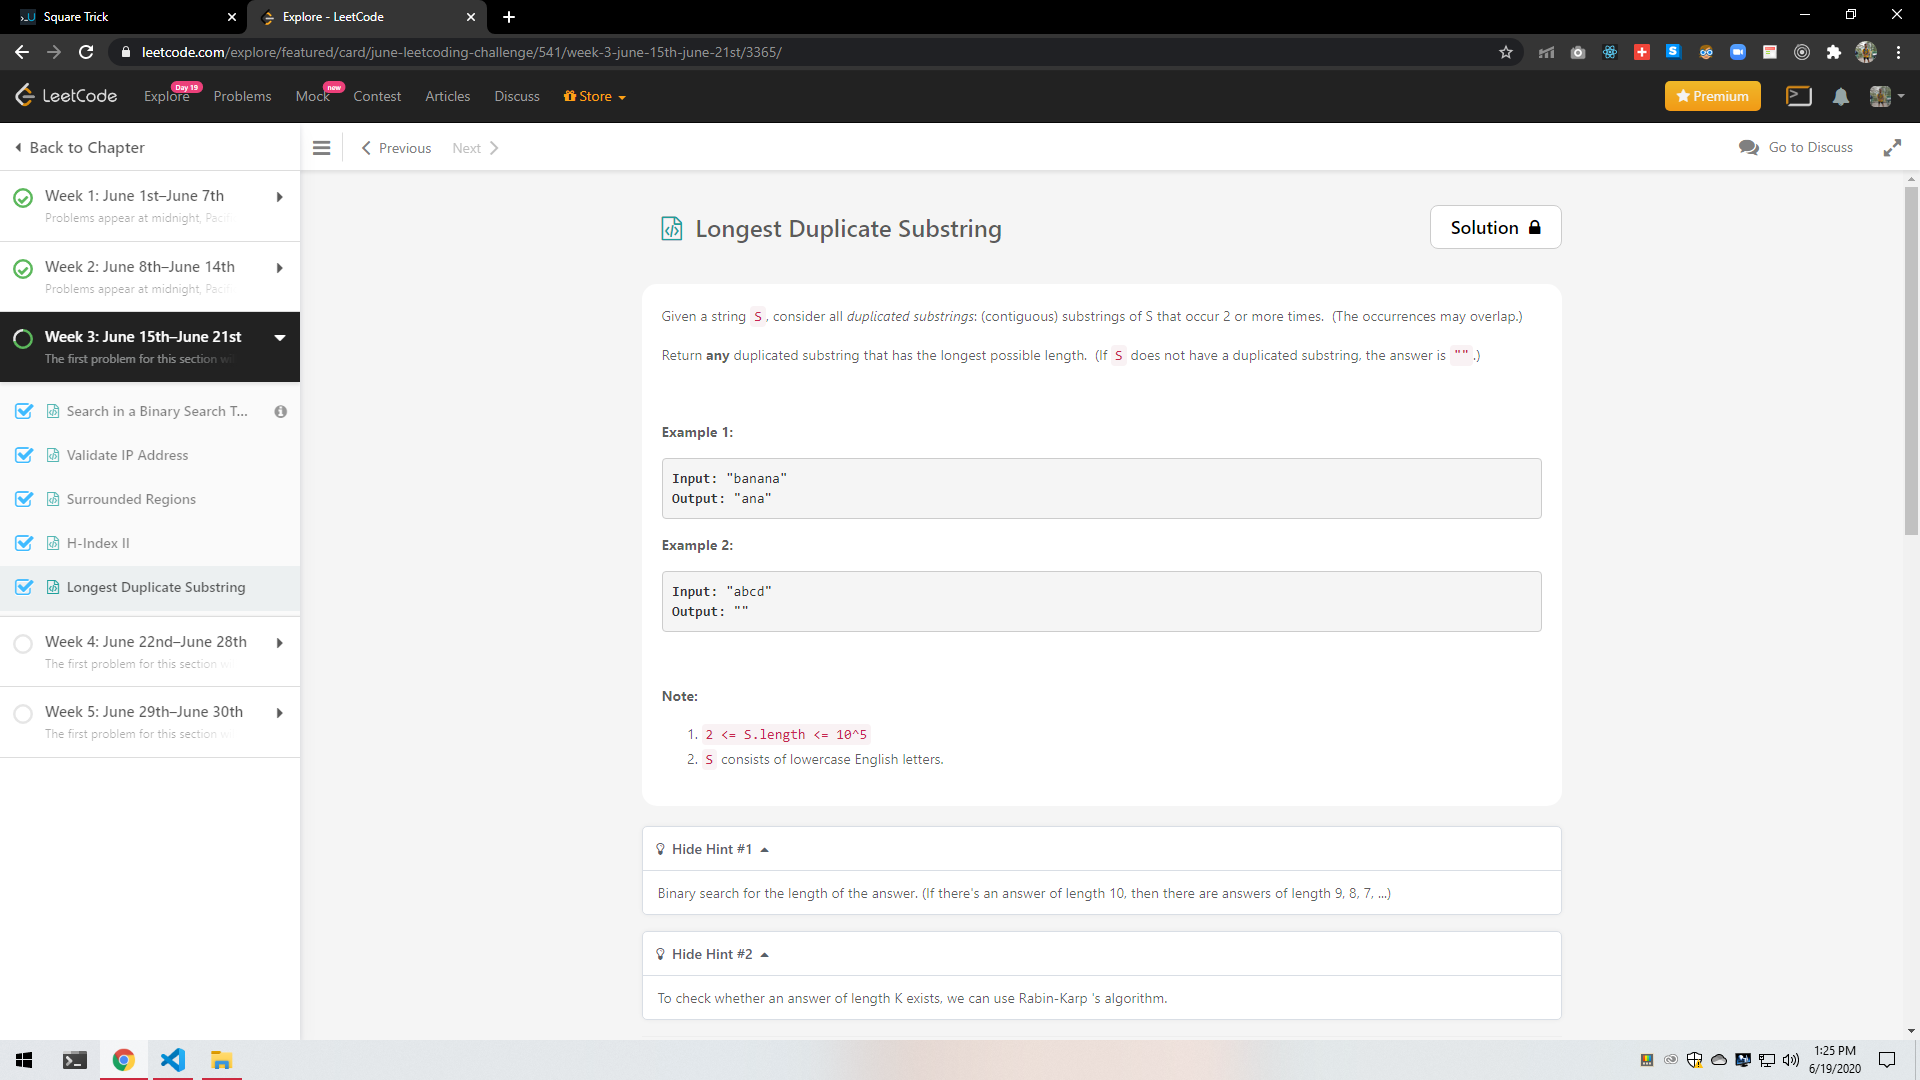 Square Trick
Explore - LeetCode
leetcode.com/explore/featured/card/june-leetcoding-challenge/541/week-3-june-15th-june-21st/3365/
LeetCode
Explore
Day 19
Problems
Mock
new
Contest
Articles
Discuss
Store
Premium
Back to Chapter
Previous
Next
Go to Discuss
Week 1: June 1st–June 7th
Problems appear at midnight, Pacifi
Week 2: June 8th–June 14th
Problems appear at midnight, Pacifi
Week 3: June 15th–June 21st
The first problem for this section wi
Search in a Binary Search T...
Validate IP Address
Surrounded Regions
H-Index II
Longest Duplicate Substring
Week 4: June 22nd–June 28th
The first problem for this section w
Week 5: June 29th–June 30th
The first problem for this section w
Longest Duplicate Substring
Solution
Given a string S, consider all duplicated substrings: (contiguous) substrings of S that occur 2 or more times.  (The occurrences may overlap.)
Return any duplicated substring that has the longest possible length.  (If S does not have a duplicated substring, the answer is "".)
Example 1:
Input: "banana"
Output: "ana"
Example 2:
Input: "abcd"
Output: ""
Note:
1. 2 <= S.length <= 10^5
2. S consists of lowercase English letters.
Hide Hint #1
Binary search for the length of the answer. (If there's an answer of length 10, then there are answers of length 9, 8, 7, ...)
Hide Hint #2
To check whether an answer of length K exists, we can use Rabin-Karp 's algorithm.
1:25 PM
6/19/2020